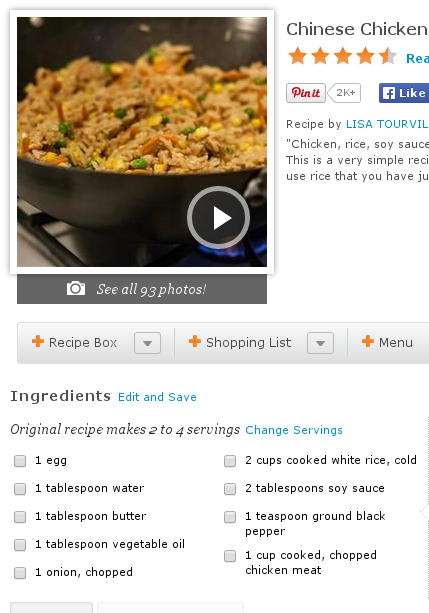 Chinese Chicken
Rea
Pin it 2K+ Like
Recipe by LISA TOURVIL
"Chicken, rice, soy sauce
This is a very simple reci
use rice that you have ju
See all 93 photos!
Recipe Box Shopping List Menu
Ingredients Edit and Save
Original recipe makes 2 to 4 servings Change Servings
1 egg
1 tablespoon water
1 tablespoon butter
1 tablespoon vegetable oil
1 onion, chopped
2 cups cooked white rice, cold
2 tablespoons soy sauce
1 teaspoon ground black
pepper
1 cup cooked, chopped
chicken meat